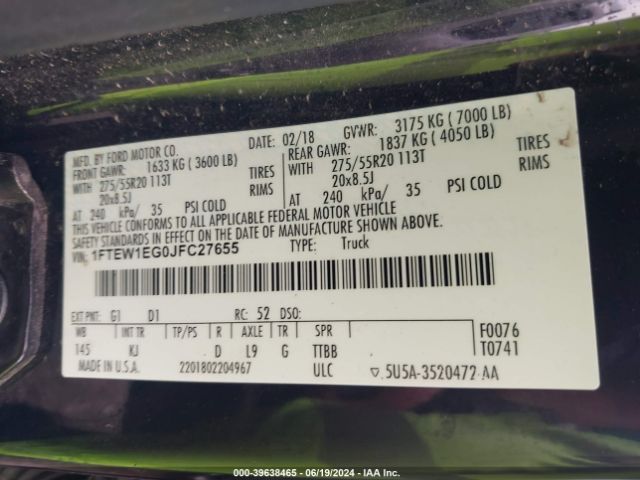 MFD. BY FORD MOTOR CO. DATE: 02/18 GVWR: 3175 KG ( 7000 LB)
FRONT GAWR: 1633 KG ( 3600 LB) REAR GAWR: 1837 KG ( 4050 LB)
WITH 275/55R20 113T TIRES WITH 275/55R20 113T TIRES
20x8.5J RIMS 20x8.5J RIMS
AT 240 kPa/ 35 PSI COLD AT 240 kPa/ 35 PSI COLD
THIS VEHICLE CONFORMS TO ALL APPLICABLE FEDERAL MOTOR VEHICLE
SAFETY STANDARDS IN EFFECT ON THE DATE OF MANUFACTURE SHOWN ABOVE.
VIN: 1FTEW1EG0JFC27655 TYPE: Truck
EXT PNT: G1 D1 RC: 52 DSO: F0076
WB INT TR TP/PS R AXLE TR SPR T0741
145 KJ D L9 G TTBB
MADE IN U.S.A. 2201802204967 ULC 5U5A-3520472-AA
000-39638465 - 06/19/2024 - IAA Inc.